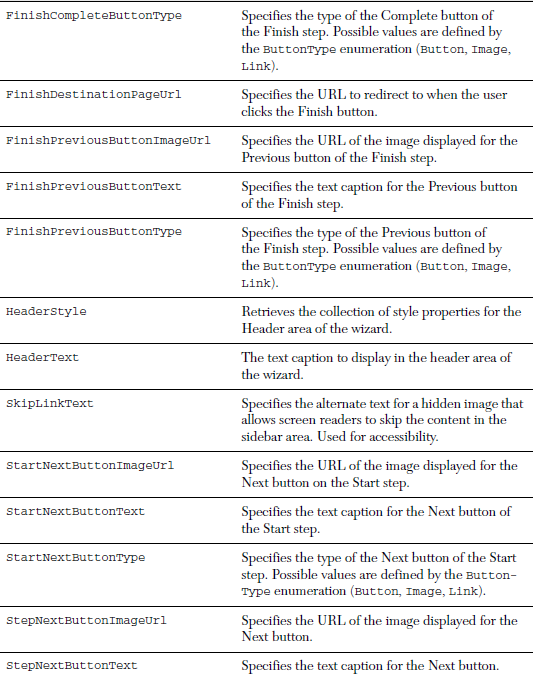 FinishCompleteButtonType Specifies the type of the Complete button of
the Finish step. Possible values are defined by
the ButtonType enumeration (Button, Image,
Link).
FinishDestinationPageUrl Specifies the URL to redirect to when the user
clicks the Finish button.
FinishPreviousButtonImageUrl Specifies the URL of the image displayed for the
Previous button of the Finish step.
FinishPreviousButtonText Specifies the text caption for the Previous button
of the Finish step.
FinishPreviousButtonType Specifies the type of the Previous button of
the Finish step. Possible values are defined by
the ButtonType enumeration (Button, Image,
Link).
HeaderStyle Retrieves the collection of style properties for the
Header area of the wizard.
HeaderText The text caption to display in the header area of
the wizard.
SkipLinkText Specifies the alternate text for a hidden image that
allows screen readers to skip the content in the
sidebar area. Used for accessibility.
StartNextButtonImageUrl Specifies the URL of the image displayed for the
Next button on the Start step.
StartNextButtonText Specifies the text caption for the Next button of
the Start step.
StartNextButtonType Specifies the type of the Next button of the Start
step. Possible values are defined by the Button-
Type enumeration (Button, Image, Link).
StepNextButtonImageUrl Specifies the URL of the image displayed for the
Next button.
StepNextButtonText Specifies the text caption for the Next button.